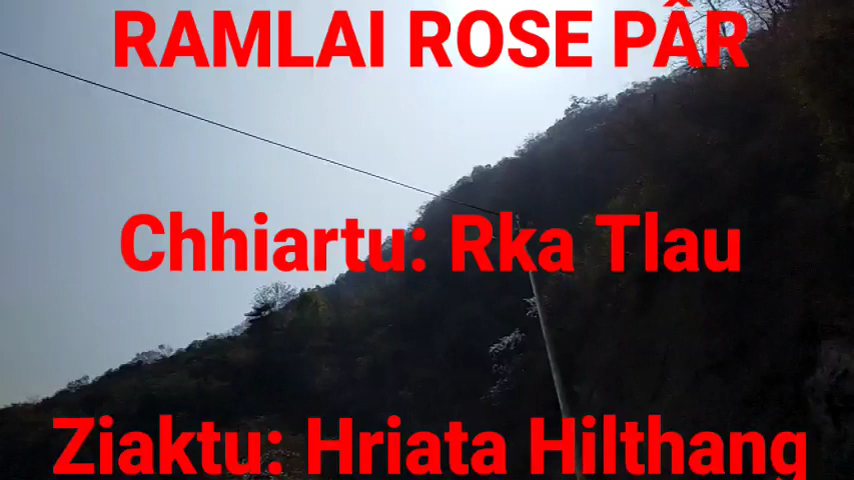 RAMLAI ROSE PÂR
Chhiartu: Rka Tlau
Ziaktu: Hriata Hilthang